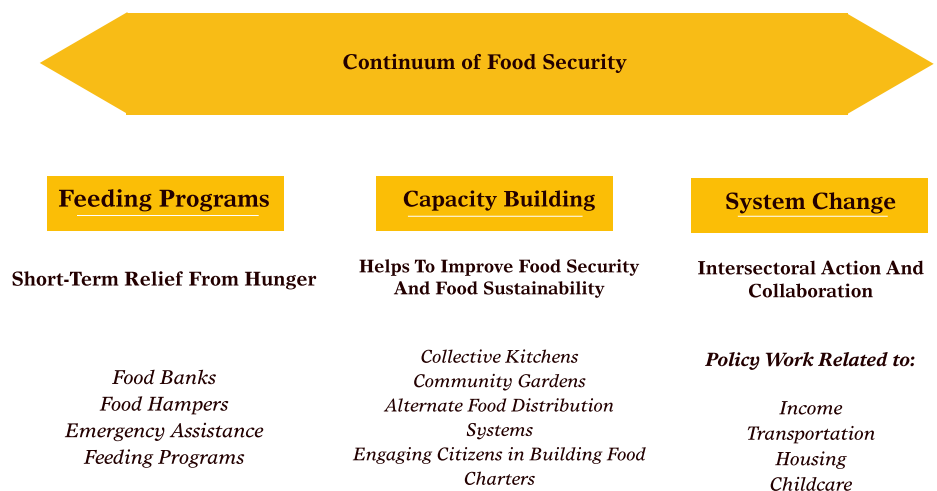 Continuum of Food Security
Feeding Programs
Short-Term Relief From Hunger
Food Banks
Food Hampers
Emergency Assistance
Feeding Programs
Capacity Building
Helps To Improve Food Security
And Food Sustainability
Collective Kitchens
Community Gardens
Alternate Food Distribution
Systems
Engaging Citizens in Building Food
Charters
System Change
Intersectoral Action And
Collaboration
Policy Work Related to:
Income
Transportation
Housing
Childcare